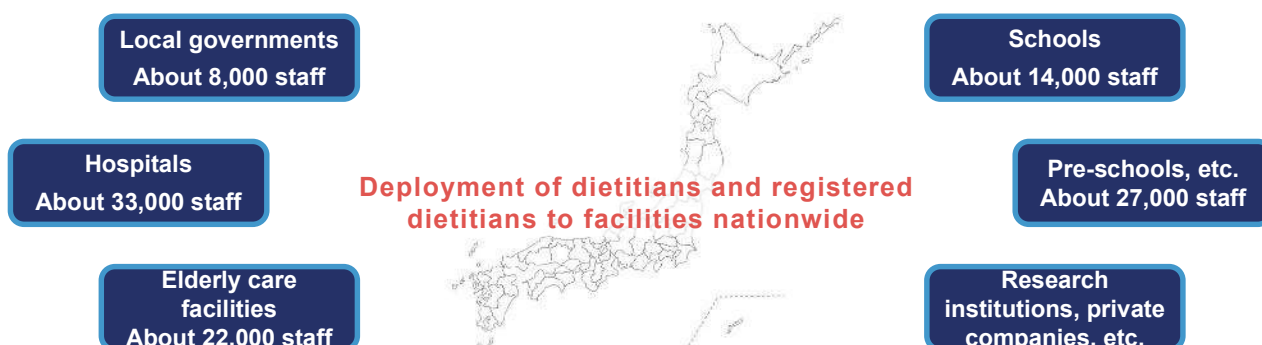 Local governments
About 8,000 staff
Schools
About 14,000 staff
Hospitals
About 33,000 staff
Deployment of dietitians and registered
dietitians to facilities nationwide
Pre-schools, etc.
About 27,000 staff
Elderly care
facilities
About 22,000 staff
Research
institutions, private
companies, etc.